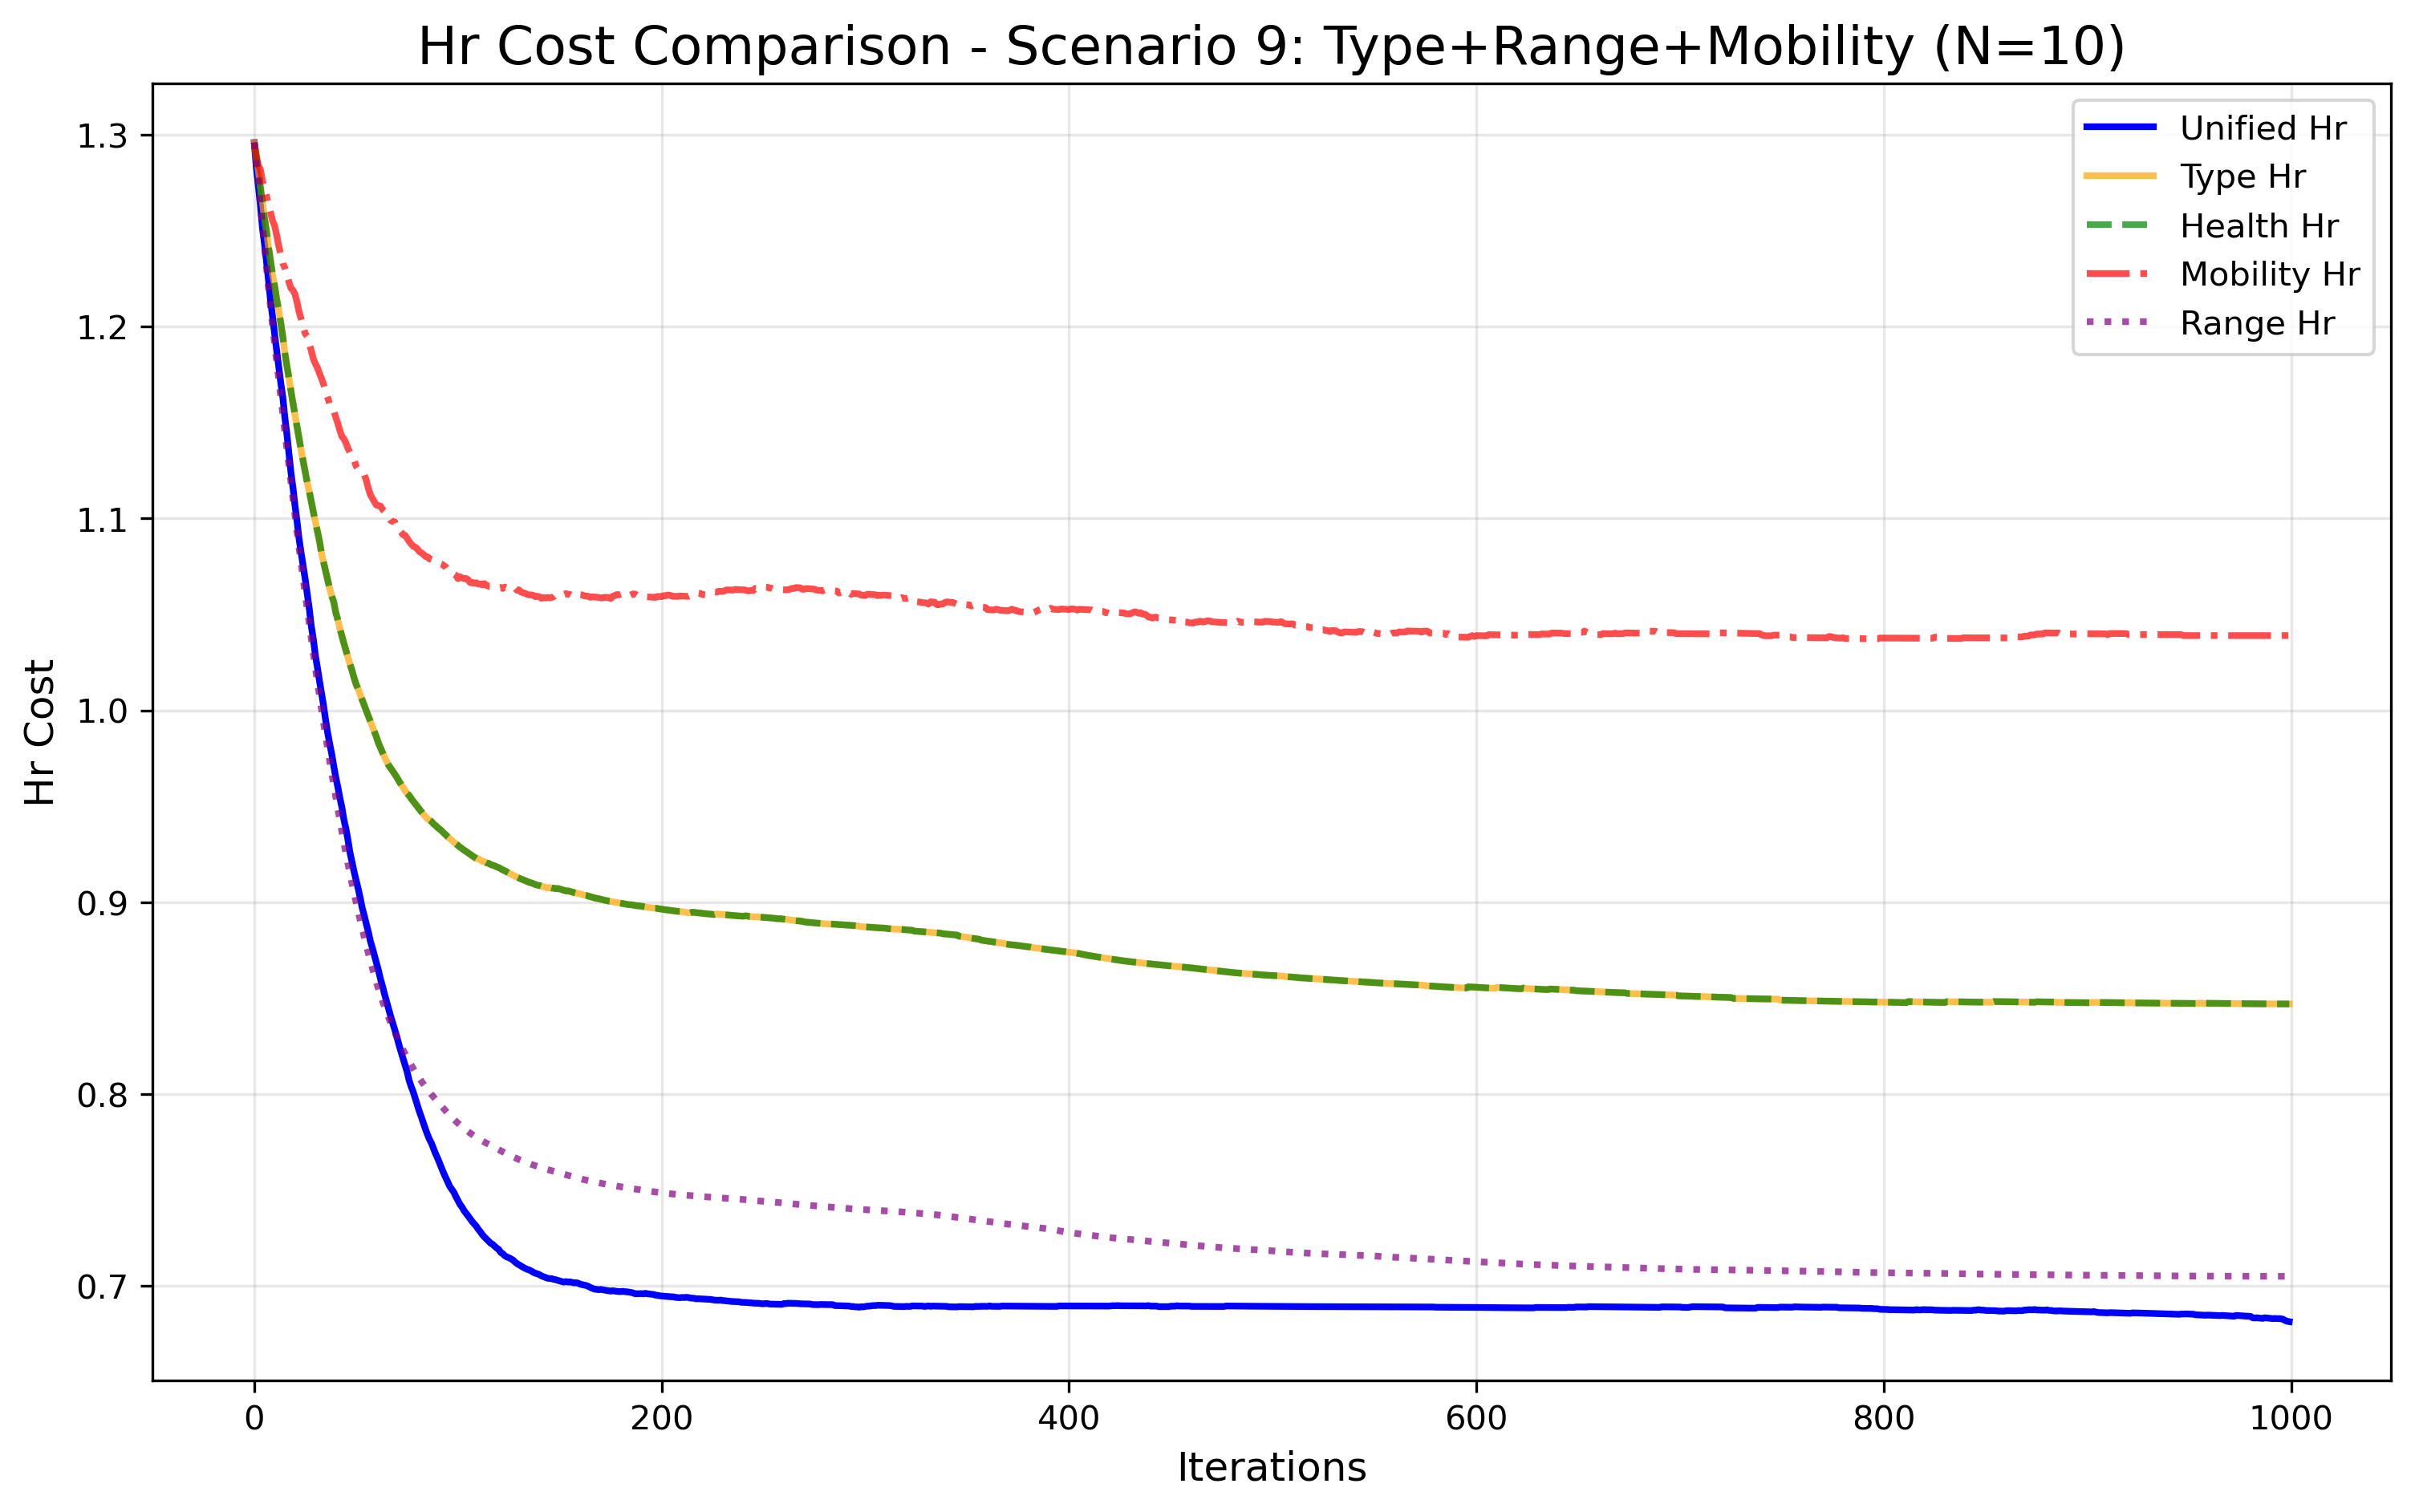 Hr Cost Comparison - Scenario 9: Type+Range+Mobility (N=10)
Unified Hr
Type Hr
Health Hr
Mobility Hr
Range Hr
Hr Cost
1.3
1.2
1.1
1.0
0.9
0.8
0.7
0 200 400 600 800 1000
Iterations